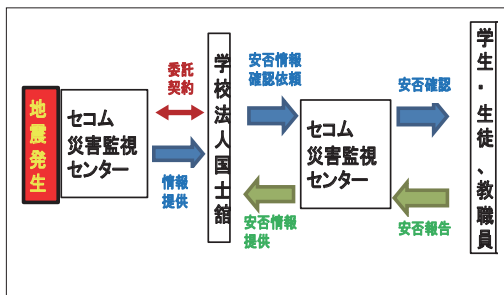 地震発生
セコム
災害監視
センター
委託
契約
情報
提供
学校法人国士舘
安否情報
確認依頼
安否情報
提供
セコム
災害監視
センター
安否確認
安否報告
学生・生徒、教職員